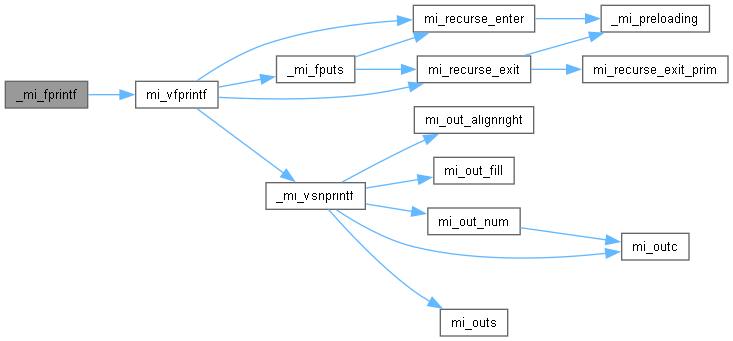 mi_recurse_enter
_mi_preloading
_mi_fputs
mi_recurse_exit
mi_recurse_exit_prim
_mi_fprintf
mi_vfprintf
mi_out_alignright
mi_out_fill
_mi_vsnprintf
mi_out_num
mi_outc
mi_outs